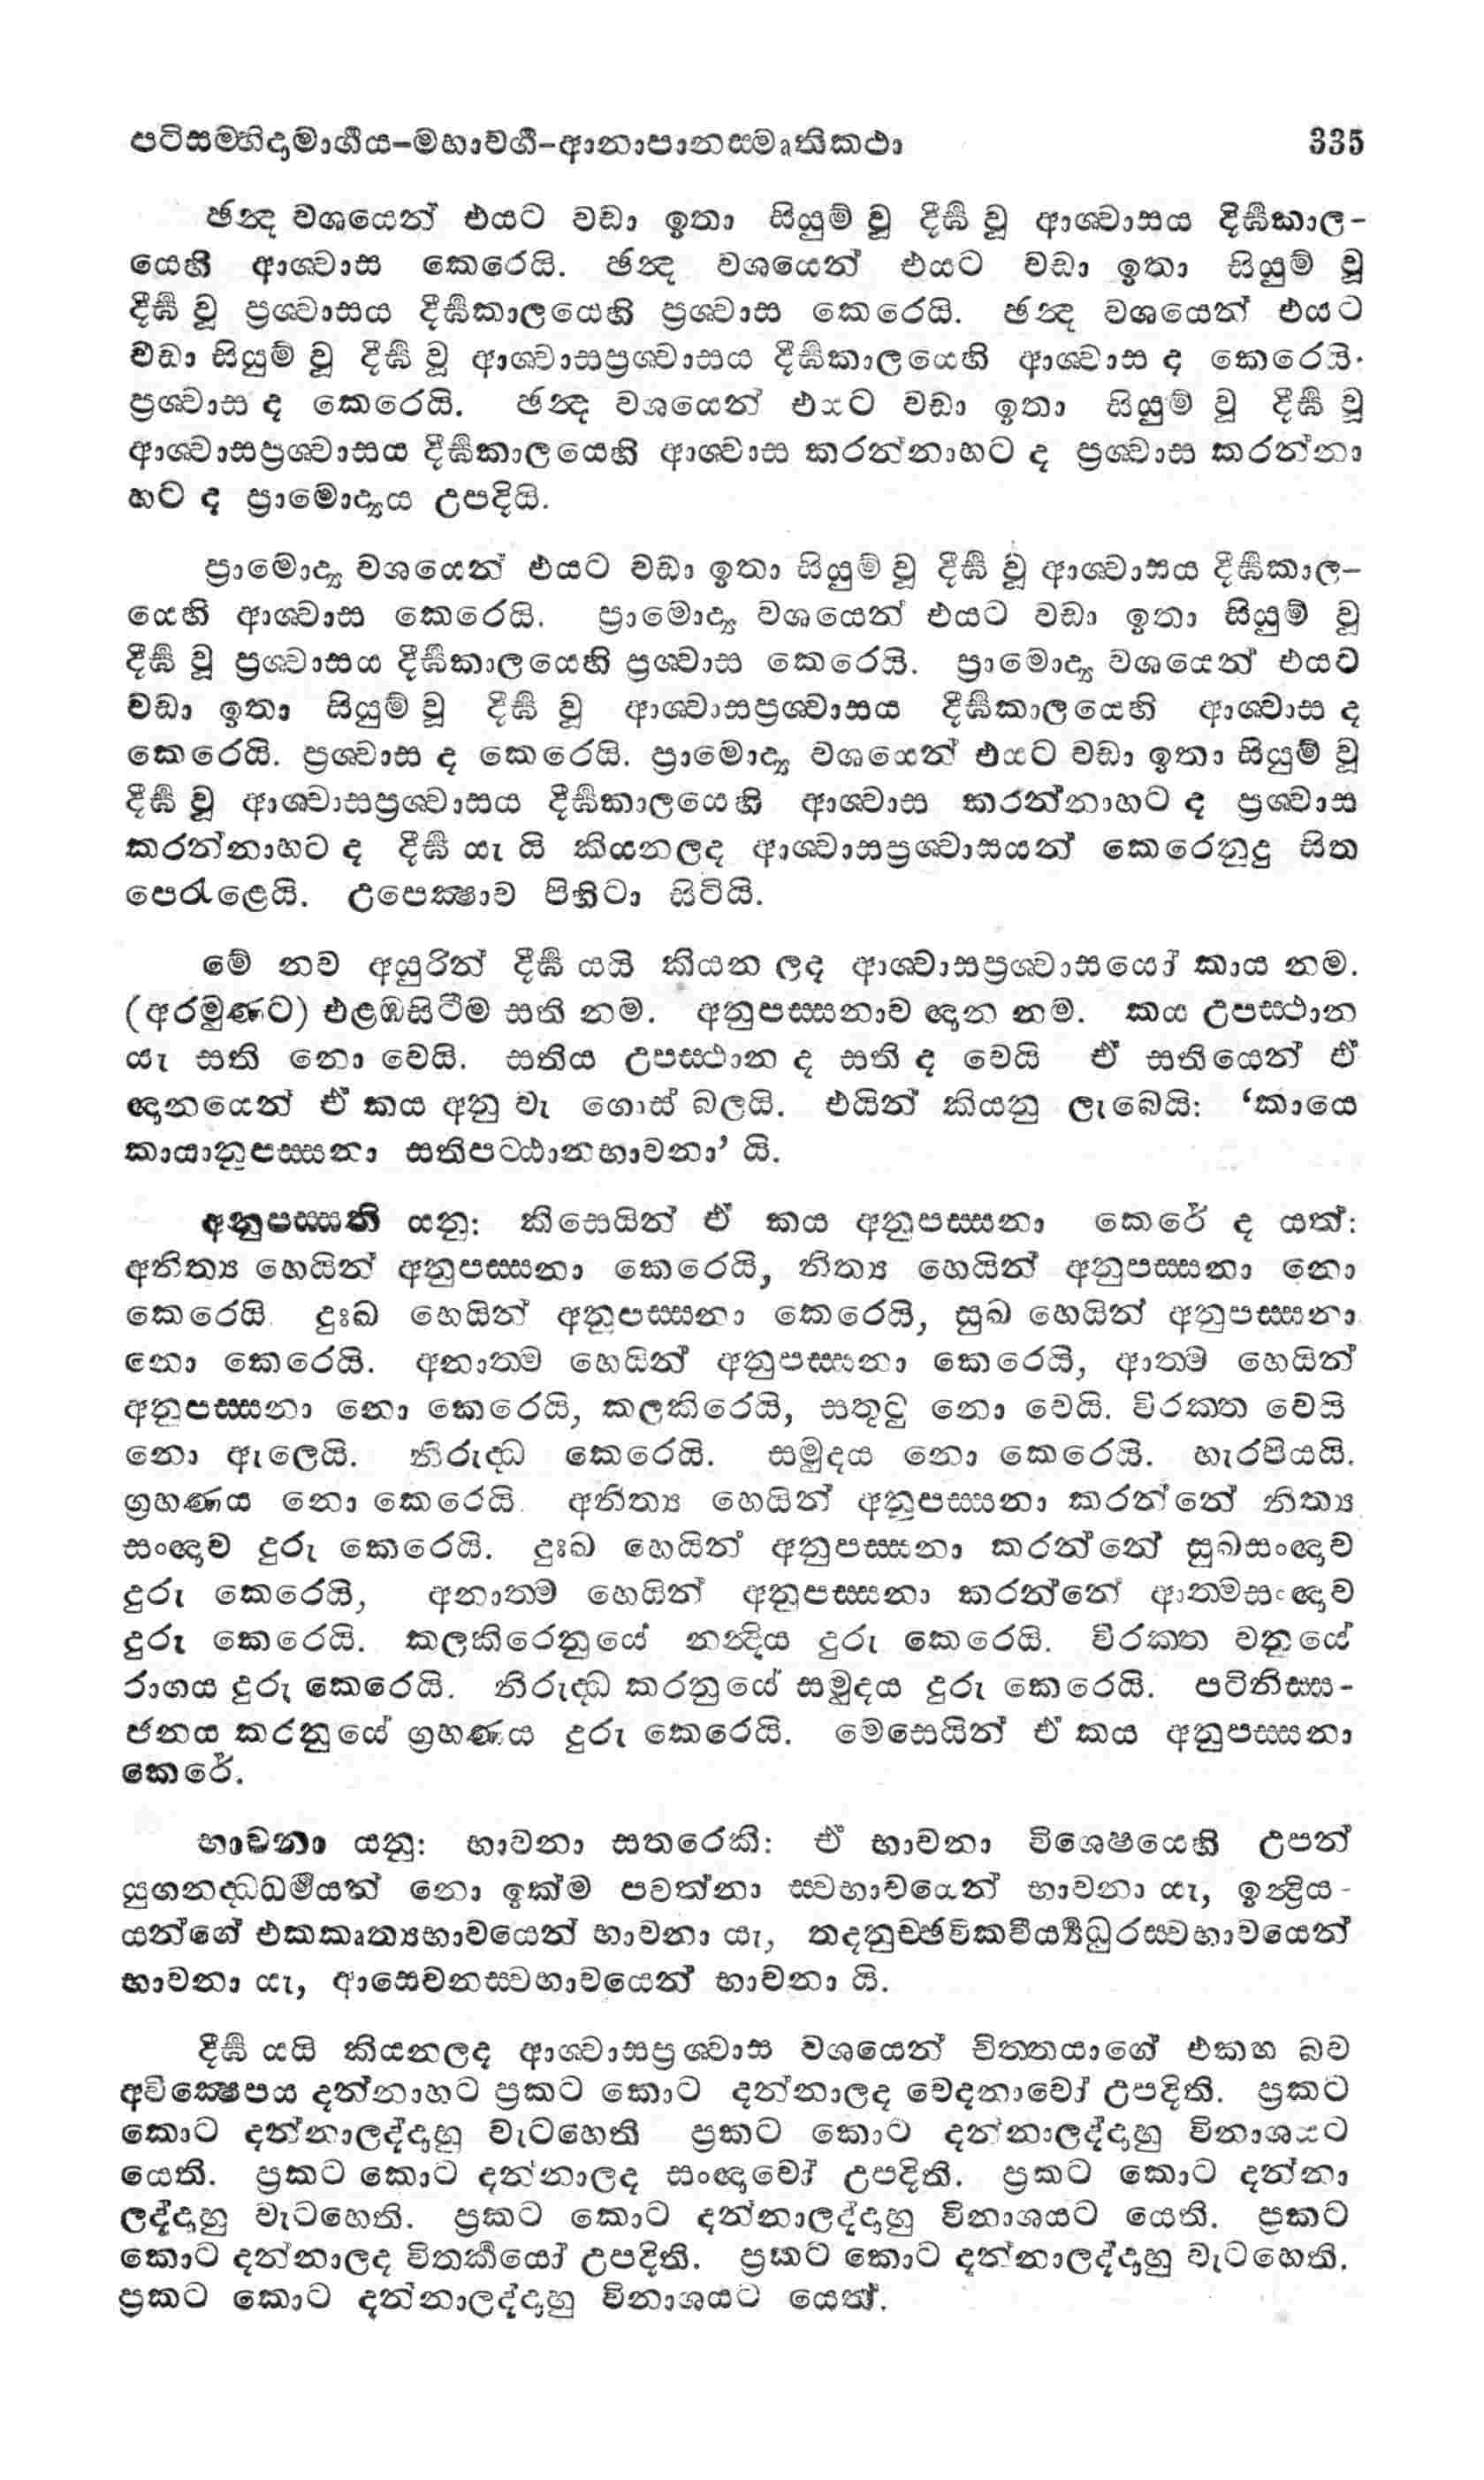 පටිසම්භිදාමාර්ගය-මහාවර්ග-ආනාපානස්මෘතිකථා 335
ඡන්‍ද වශයෙන් එයට වඩා ඉතා සියුම් වූ දීර්ඝ වූ ආශ්වාසය දීර්ඝකාල-
යෙහි ආශ්වාස කෙරෙයි. ඡන්‍ද වශයෙන් එයට වඩා ඉතා සියුම් වූ
දීර්ඝ වූ ප්‍රශ්වාසය දීර්ඝකාලයෙහි ප්‍රශ්වාස කෙරෙයි. ඡන්‍ද වශයෙන් එයට
වඩා සියුම් වූ දීර්ඝ වූ ආශ්වාසප්‍රශ්වාසය දීර්ඝකාලයෙහි ආශ්වාස ද කෙරෙයි.
ප්‍රශ්වාස ද කෙරෙයි. ඡන්‍ද වශයෙන් එයට වඩා ඉතා සියුම් වූ දීර්ඝ වූ
ආශ්වාසප්‍රශ්වාසය දීර්ඝකාලයෙහි ආශ්වාස කරන්නාහට ද ප්‍රශ්වාස කරන්නා
හට ද ප්‍රාමොද්‍යය උපදියි.
ප්‍රාමොද්‍ය වශයෙන් එයට වඩා ඉතා සියුම් වූ දීර්ඝ වූ ආශ්වාසය දීර්ඝකාල-
යෙහි ආශ්වාස කෙරෙයි. ප්‍රාමොද්‍ය වශයෙන් එයට වඩා ඉතා සියුම් වූ
දීර්ඝ වූ ප්‍රශ්වාසය දීර්ඝකාලයෙහි ප්‍රශ්වාස කෙරෙයි. ප්‍රාමොද්‍ය වශයෙන් එයට
වඩා ඉතා සියුම් වූ දීර්ඝ වූ ආශ්වාසප්‍රශ්වාසය දීර්ඝකාලයෙහි ආශ්වාස ද
කෙරෙයි. ප්‍රශ්වාස ද කෙරෙයි. ප්‍රාමොද්‍ය වශයෙන් එයට වඩා ඉතා සියුම් වූ
දීර්ඝ වූ ආශ්වාසප්‍රශ්වාසය දීර්ඝකාලයෙහි ආශ්වාස කරන්නාහට ද ප්‍රශ්වාස
කරන්නාහට ද දීර්ඝ යැ යි කියනලද ආශ්වාසප්‍රශ්වාසයන් කෙරෙනුදු සිත
පෙරැළෙයි. උපෙක්‍ෂාව පිහිටා සිටියි.
මේ නව අයුරින් දීර්ඝ යයි කියන ලද ආශ්වාසප්‍රශ්වාසයෝ කාය නම.
(අරමුණට) එළඹසිටීම සති නම. අනුපස්සනාව ඥාන නම. කය උපස්ථාන
යැ සති නො වෙයි. සතිය උපස්ථාන ද සති ද වෙයි ඒ සතියෙන් ඒ
ඥානයෙන් ඒ කය අනු වැ ගොස් බලයි. එයින් කියනු ලැබෙයි: ‘කායෙ
කායානුපස්සනා සතිපට්ඨානභාවනා’ යි.
අනුපස්සති යනු: කිසෙයින් ඒ කය අනුපස්සනා කෙරේ ද යත්:
අනිත්‍ය හෙයින් අනුපස්සනා කෙරෙයි, නිත්‍ය හෙයින් අනුපස්සනා නො
කෙරෙයි දුඃඛ හෙයින් අනුපස්සනා කෙරෙයි, සුඛ හෙයින් අනුපස්සනා
නො කෙරෙයි. අනාත්ම හෙයින් අනුපස්සනා කෙරෙයි, ආත්ම හෙයින්
අනුපස්සනා නො කෙරෙයි, කලකිරෙයි, සතුටු නො වෙයි. විරක්ත වෙයි
නො ඇලෙයි. නිරුද්ධ කෙරෙයි. සමුදය නො කෙරෙයි. හැරපියයි.
ග්‍රහණය නො කෙරෙයි. අනිත්‍ය හෙයින් අනුපස්සනා කරන්නේ නිත්‍ය
සංඥාව දුරු කෙරෙයි. දුඃඛ හෙයින් අනුපස්සනා කරන්නේ සුඛසංඥාව
දුරු කෙරෙයි, අනාත්ම හෙයින් අනුපස්සනා කරන්නේ ආත්මසංඥාව
දුරු කෙරෙයි. කලකිරෙනුයේ නන්‍දිය දුරු කෙරෙයි. විරක්ත වනුයේ
රාගය දුරු කෙරෙයි. නිරුද්ධ කරනුයේ සමුදය දුරු කෙරෙයි. පටිනිස්ස-
ජනය කරනුයේ ග්‍රහණය දුරු කෙරෙයි. මෙසෙයින් ඒ කය අනුපස්සනා
කෙරේ.
භාවනා යනු: භාවනා සතරෙකි: ඒ භාවනා විශෙෂයෙහි උපන්
යුගනද්ධධර්මයන් නො ඉක්ම පවත්නා ස්වභාවයෙන් භාවනා යැ, ඉන්‍ද්‍රිය-
යන්ගේ එකකෘත්‍යභාවයෙන් භාවනා යැ, තදනුච්ඡවිකවීර්‍ය්‍යධුරස්වභාවයෙන්
භාවනා යැ, ආසෙවනස්වභාවයෙන් භාවනා යි.
දීර්ඝ යයි කියනලද ආශ්වාසප්‍රශ්වාස වශයෙන් චිත්තයාගේ එකඟ බව
අවික්‍ෂෙපය දන්නාහට ප්‍රකට කොට දන්නාලද වෙදනාවෝ උපදිති. ප්‍රකට
කොට දන්නාලද්දාහු වැටහෙති ප්‍රකට කොට දන්නාලද්දාහු විනාශයට
යෙති. ප්‍රකට කොට දන්නාලද සංඥාවෝ උපදිති. ප්‍රකට කොට දන්නා
ලද්දාහු වැටහෙති. ප්‍රකට කොට දන්නාලද්දාහු විනාශයට යෙති. ප්‍රකට
කොට දන්නාලද විතර්කයෝ උපදිති. ප්‍රකට කොට දන්නාලද්දාහු වැටහෙති.
ප්‍රකට කොට දන්නාලද්දාහු විනාශයට යෙත්.